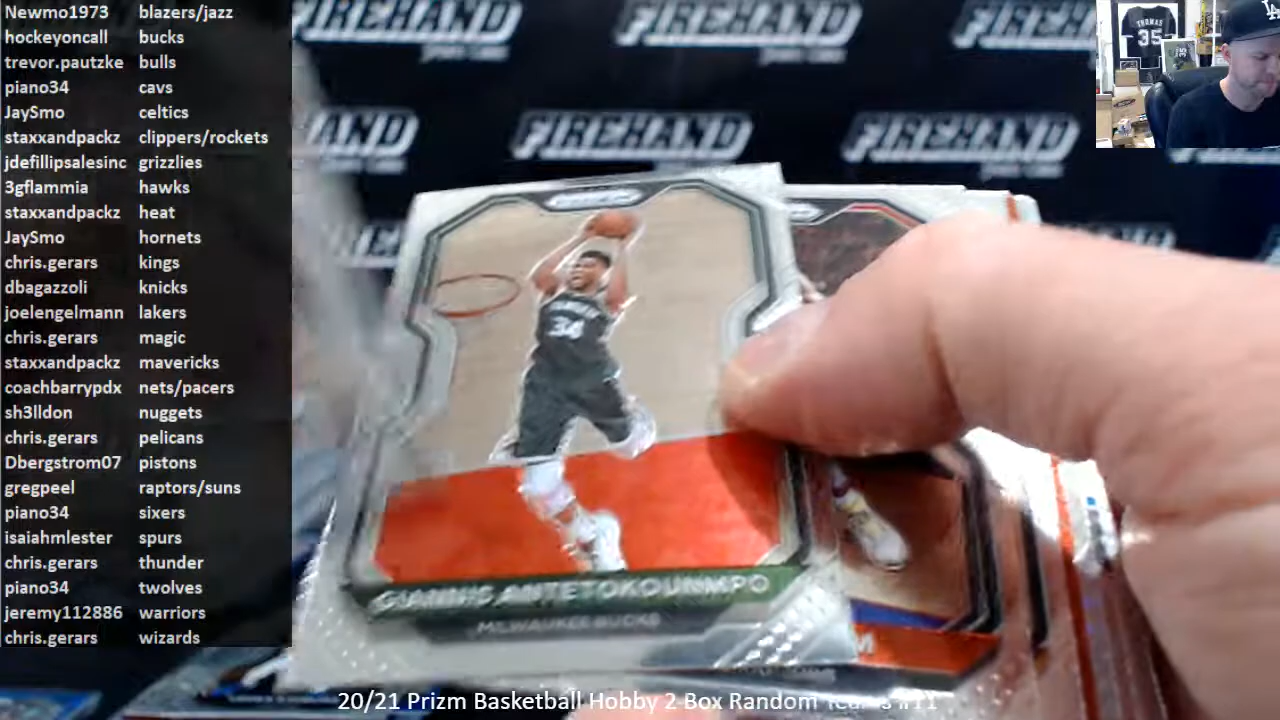 Newmo1973 blazers/jazz
hockeyoncall bucks
trevor.pautzke bulls
piano34 cavs
JaySmo celtics
staxxandpackz clippers/rockets
jdefillipsalesinc grizzlies
3gflammia hawks
staxxandpackz heat
JaySmo hornets
chris.gerars kings
dbagazzoli knicks
joelengelmann lakers
chris.gerars magic
staxxandpackz mavericks
coachbarrypdx nets/pacers
sh3lldon nuggets
chris.gerars pelicans
Dbergstrom07 pistons
gregpeel raptors/suns
piano34 sixers
isaiahmlester spurs
chris.gerars thunder
piano34 twolves
jeremy112886 warriors
chris.gerars wizards
FIREHAND
FIREHAND
FIREHAND
FIREHAND
THOMAS
35
34
GIANNIS ANTETOKOUNMPO
MILWAUKEE BUCKS
20/21 Prizm Basketball Hobby 2 Box Random Teams #11